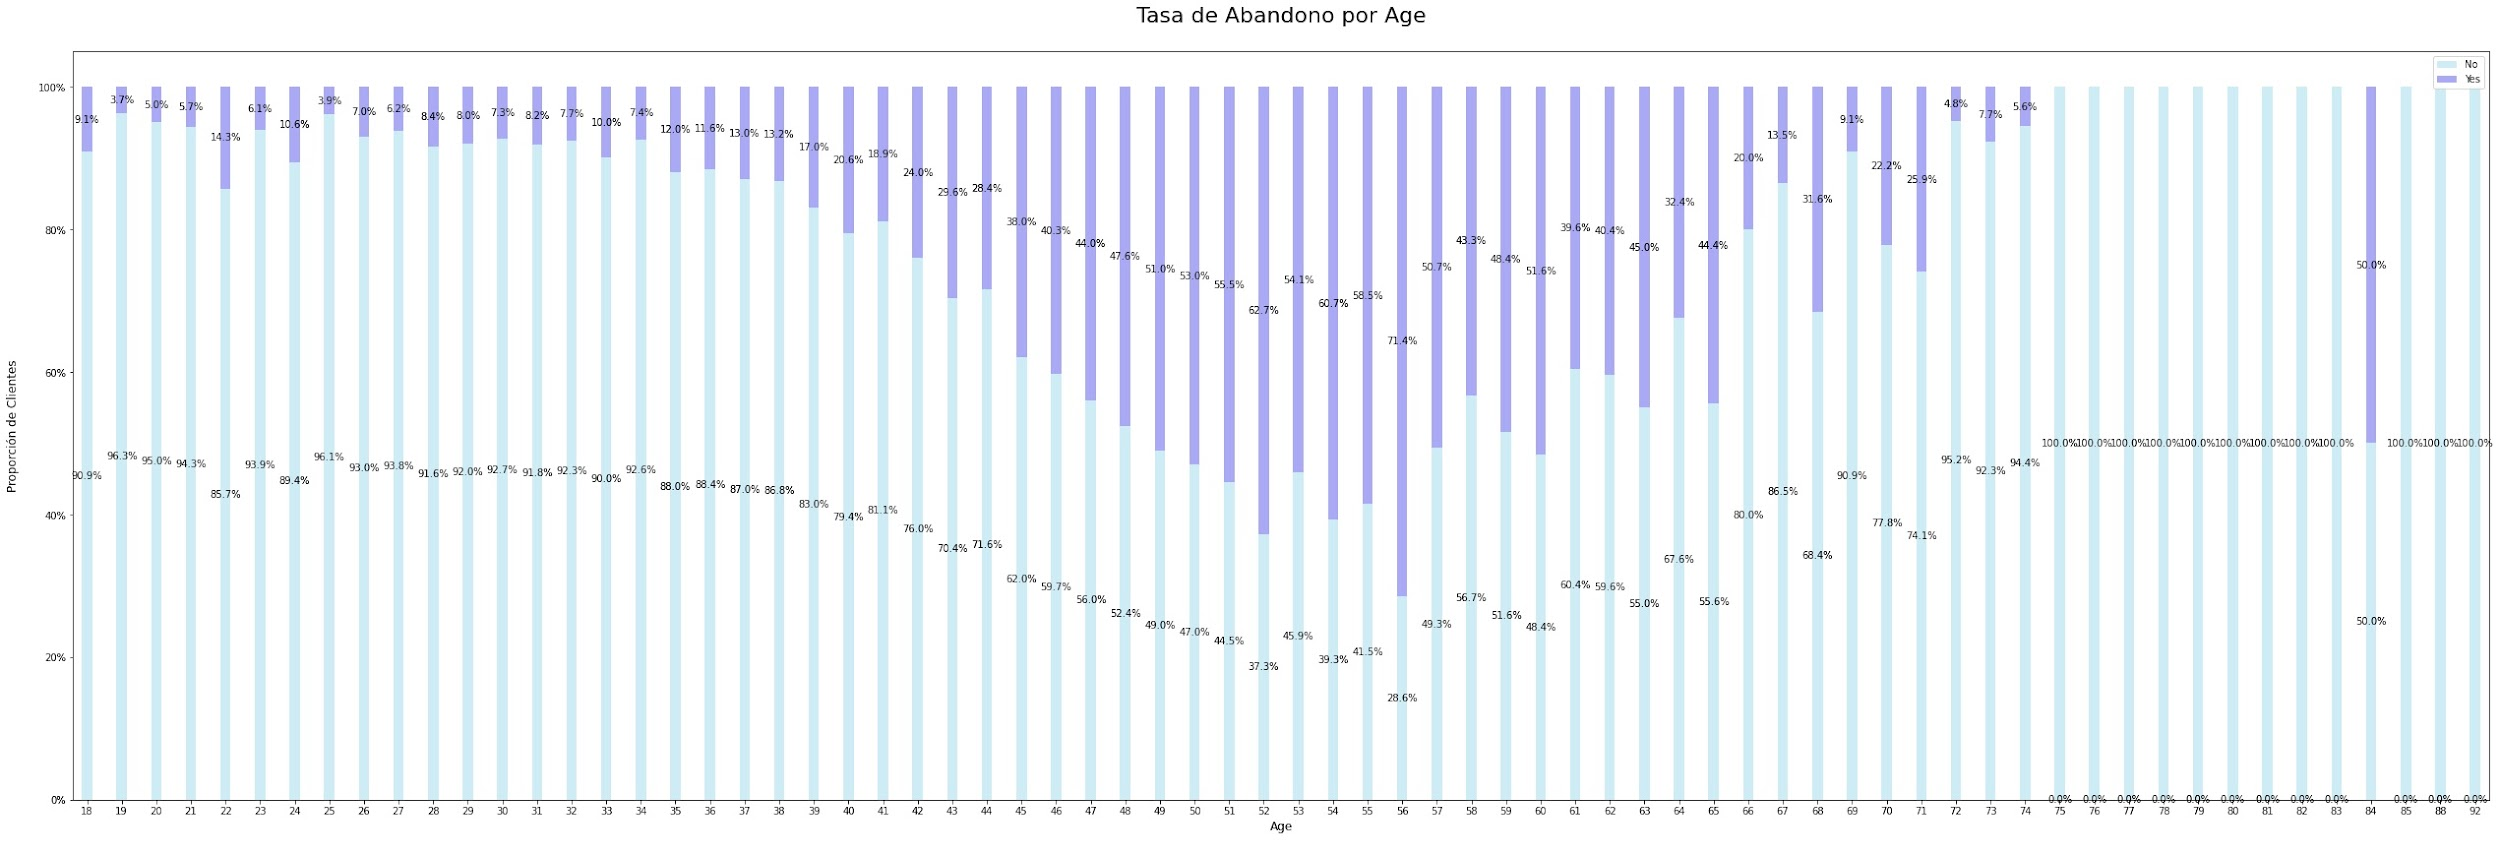 Tasa de Abandono por Age
No
Yes
Proporción de Clientes
100%
80%
60%
40%
20%
0%
9.1% 3.7% 5.0% 5.7% 14.3% 6.1% 10.6% 3.9% 7.0% 6.2% 8.4% 8.0% 7.3% 8.2% 7.7% 10.0% 7.4% 12.0% 11.6% 13.0% 13.2% 17.0% 20.6% 18.9% 24.0% 29.6% 28.4% 38.0% 40.3% 44.0% 47.6% 51.0% 53.0% 55.5% 62.7% 54.1% 60.7% 58.5% 71.4% 50.7% 43.3% 48.4% 51.6% 39.6% 40.4% 45.0% 32.4% 44.4% 20.0% 13.5% 31.6% 9.1% 22.2% 25.9% 4.8% 7.7% 5.6% 50.0%
90.9% 96.3% 95.0% 94.3% 85.7% 93.9% 89.4% 96.1% 93.0% 93.8% 91.6% 92.0% 92.7% 91.8% 92.3% 90.0% 92.6% 88.0% 88.4% 87.0% 86.8% 83.0% 79.4% 81.1% 76.0% 70.4% 71.6% 62.0% 59.7% 56.0% 52.4% 49.0% 47.0% 44.5% 37.3% 45.9% 39.3% 41.5% 28.6% 49.3% 56.7% 51.6% 48.4% 60.4% 59.6% 55.0% 67.6% 55.6% 80.0% 86.5% 68.4% 90.9% 77.8% 74.1% 95.2% 92.3% 94.4% 100.0% 100.0% 100.0% 100.0% 100.0% 100.0% 100.0% 100.0% 100.0% 50.0% 100.0% 100.0% 100.0%
0.0% 0.0% 0.0% 0.0% 0.0% 0.0% 0.0% 0.0% 0.0% 0.0% 0.0% 0.0%
18 19 20 21 22 23 24 25 26 27 28 29 30 31 32 33 34 35 36 37 38 39 40 41 42 43 44 45 46 47 48 49 50 51 52 53 54 55 56 57 58 59 60 61 62 63 64 65 66 67 68 69 70 71 72 73 74 75 76 77 78 79 80 81 82 83 84 85 88 92
Age